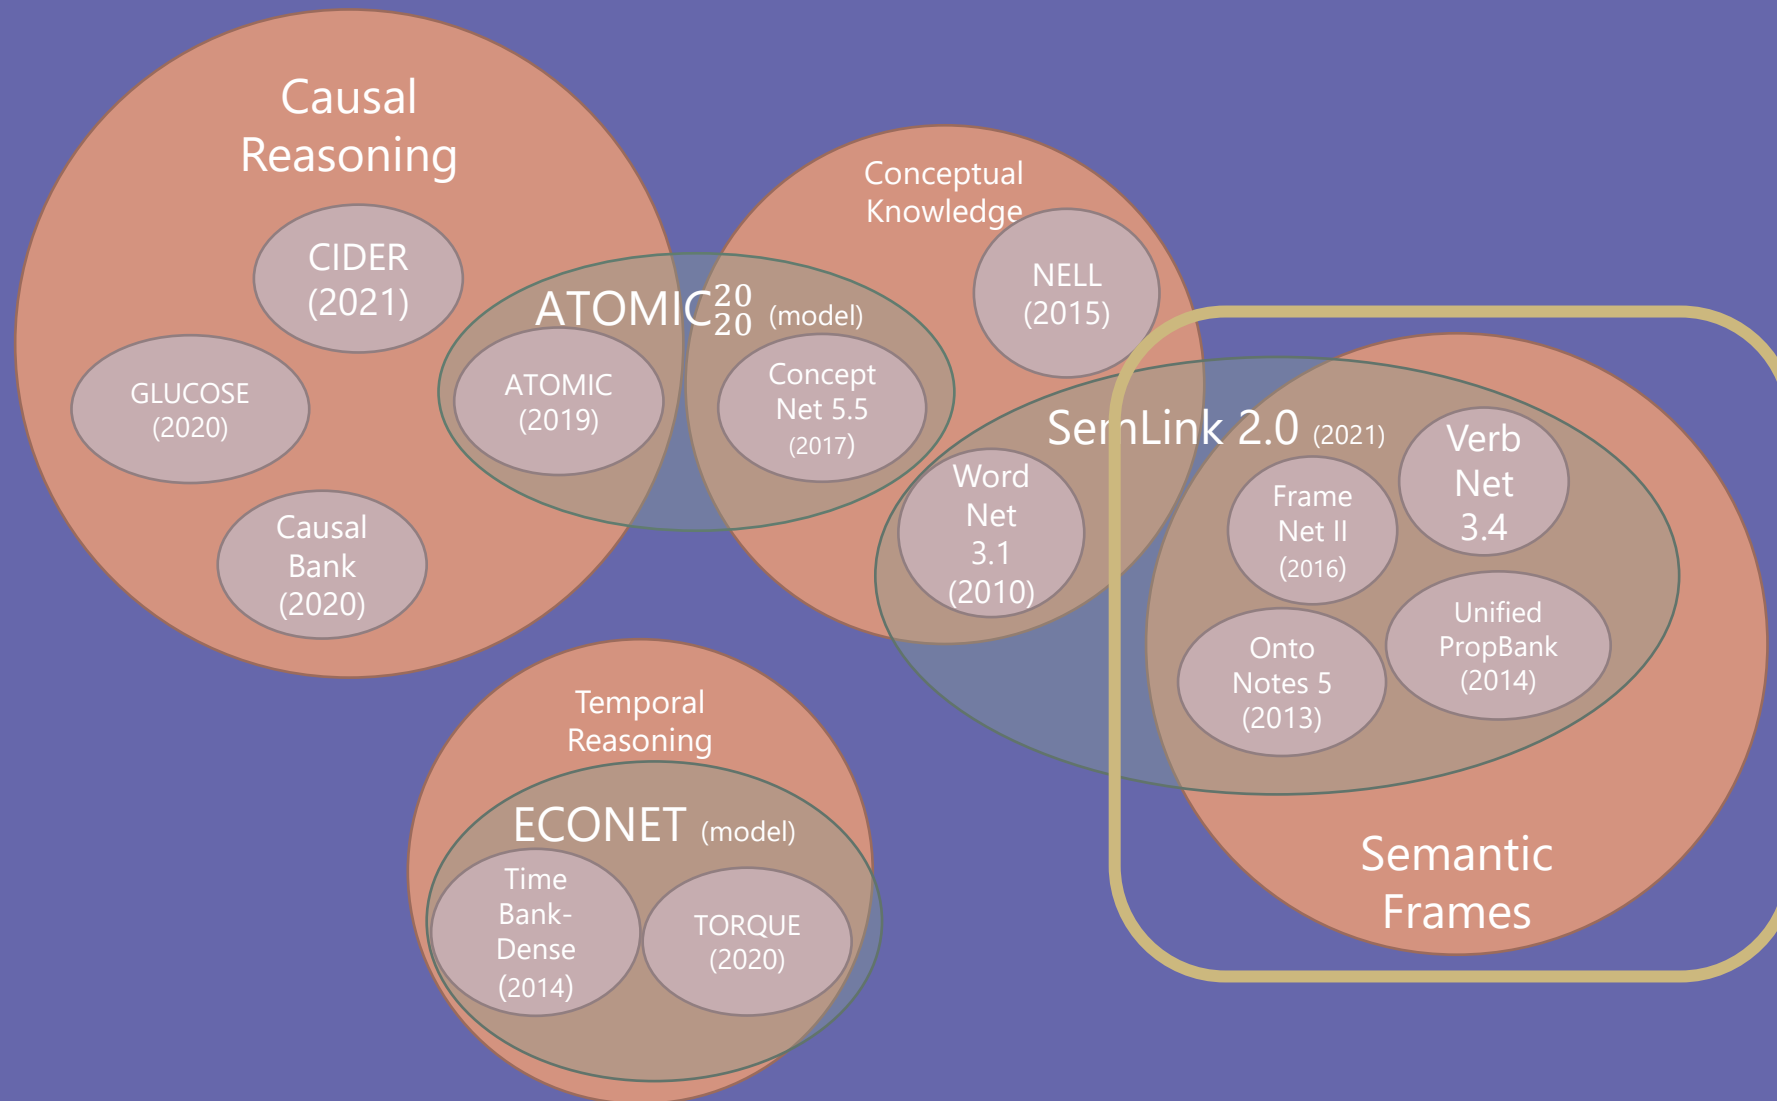 Causal
Reasoning
CIDER
(2021)
GLUCOSE
(2020)
Causal
Bank
(2020)
ATOMIC²⁰₂₀ (model)
ATOMIC
(2019)
Concept
Net 5.5
(2017)
Conceptual
Knowledge
NELL
(2015)
Word
Net
3.1
(2010)
SemLink 2.0 (2021)
Frame
Net II
(2016)
Verb
Net
3.4
Onto
Notes 5
(2013)
Unified
PropBank
(2014)
Semantic
Frames
Temporal
Reasoning
ECONET (model)
Time
Bank-
Dense
(2014)
TORQUE
(2020)